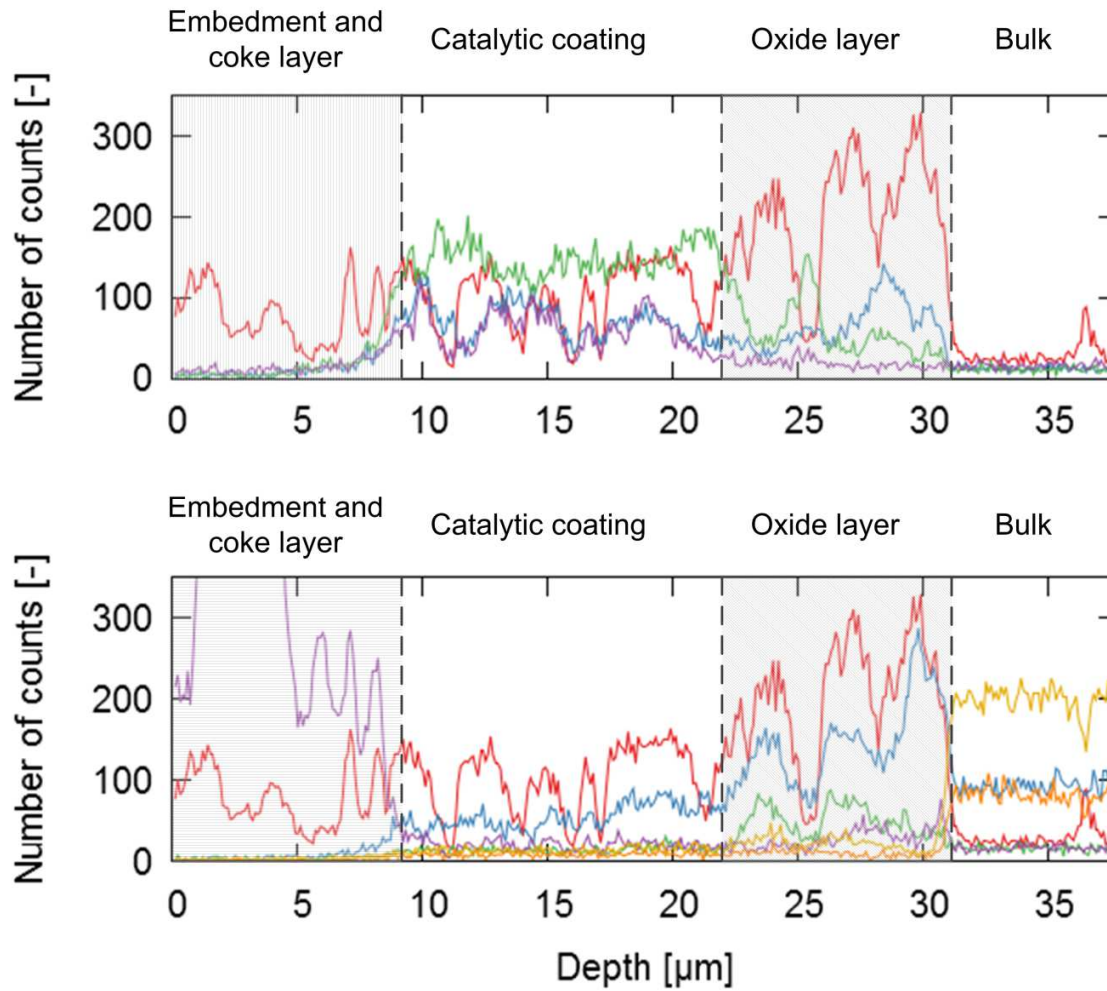 Embedment and
coke layer
Catalytic coating
Oxide layer
Bulk
Number of counts [-]
300
200
100
0
0 5 10 15 20 25 30 35
Embedment and
coke layer
Catalytic coating
Oxide layer
Bulk
Number of counts [-]
300
200
100
0
0 5 10 15 20 25 30 35
Depth [µm]